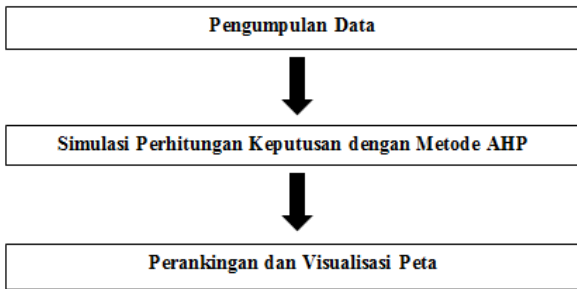 Pengumpulan Data
Simulasi Perhitungan Keputusan dengan Metode AHP
Perankingan dan Visualisasi Peta